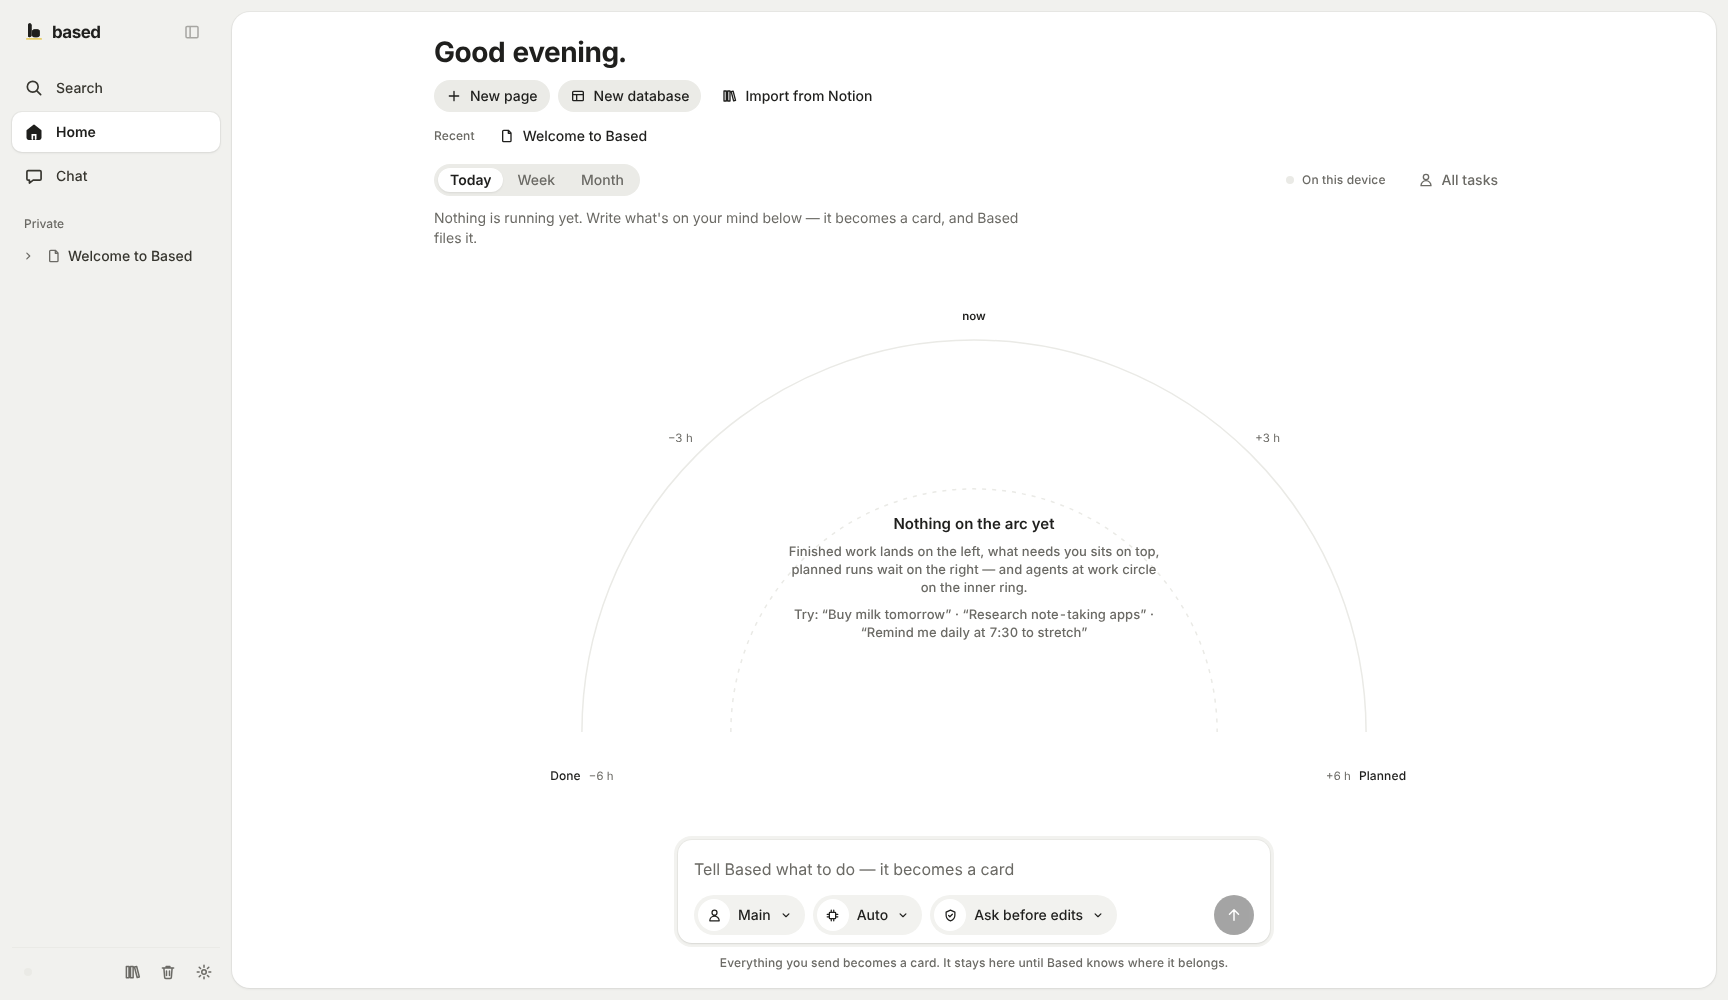 based
Search
Home
Chat
Private
Welcome to Based
Good evening.
New page
New database
Import from Notion
Recent
Welcome to Based
Today
Week
Month
On this device
All tasks
Nothing is running yet. Write what's on your mind below — it becomes a card, and Based
files it.
now
−3 h
+3 h
Nothing on the arc yet
Finished work lands on the left, what needs you sits on top,
planned runs wait on the right — and agents at work circle
on the inner ring.
Try: “Buy milk tomorrow” · “Research note-taking apps” ·
“Remind me daily at 7:30 to stretch”
Done −6 h
+6 h Planned
Tell Based what to do — it becomes a card
Main
Auto
Ask before edits
Everything you send becomes a card. It stays here until Based knows where it belongs.